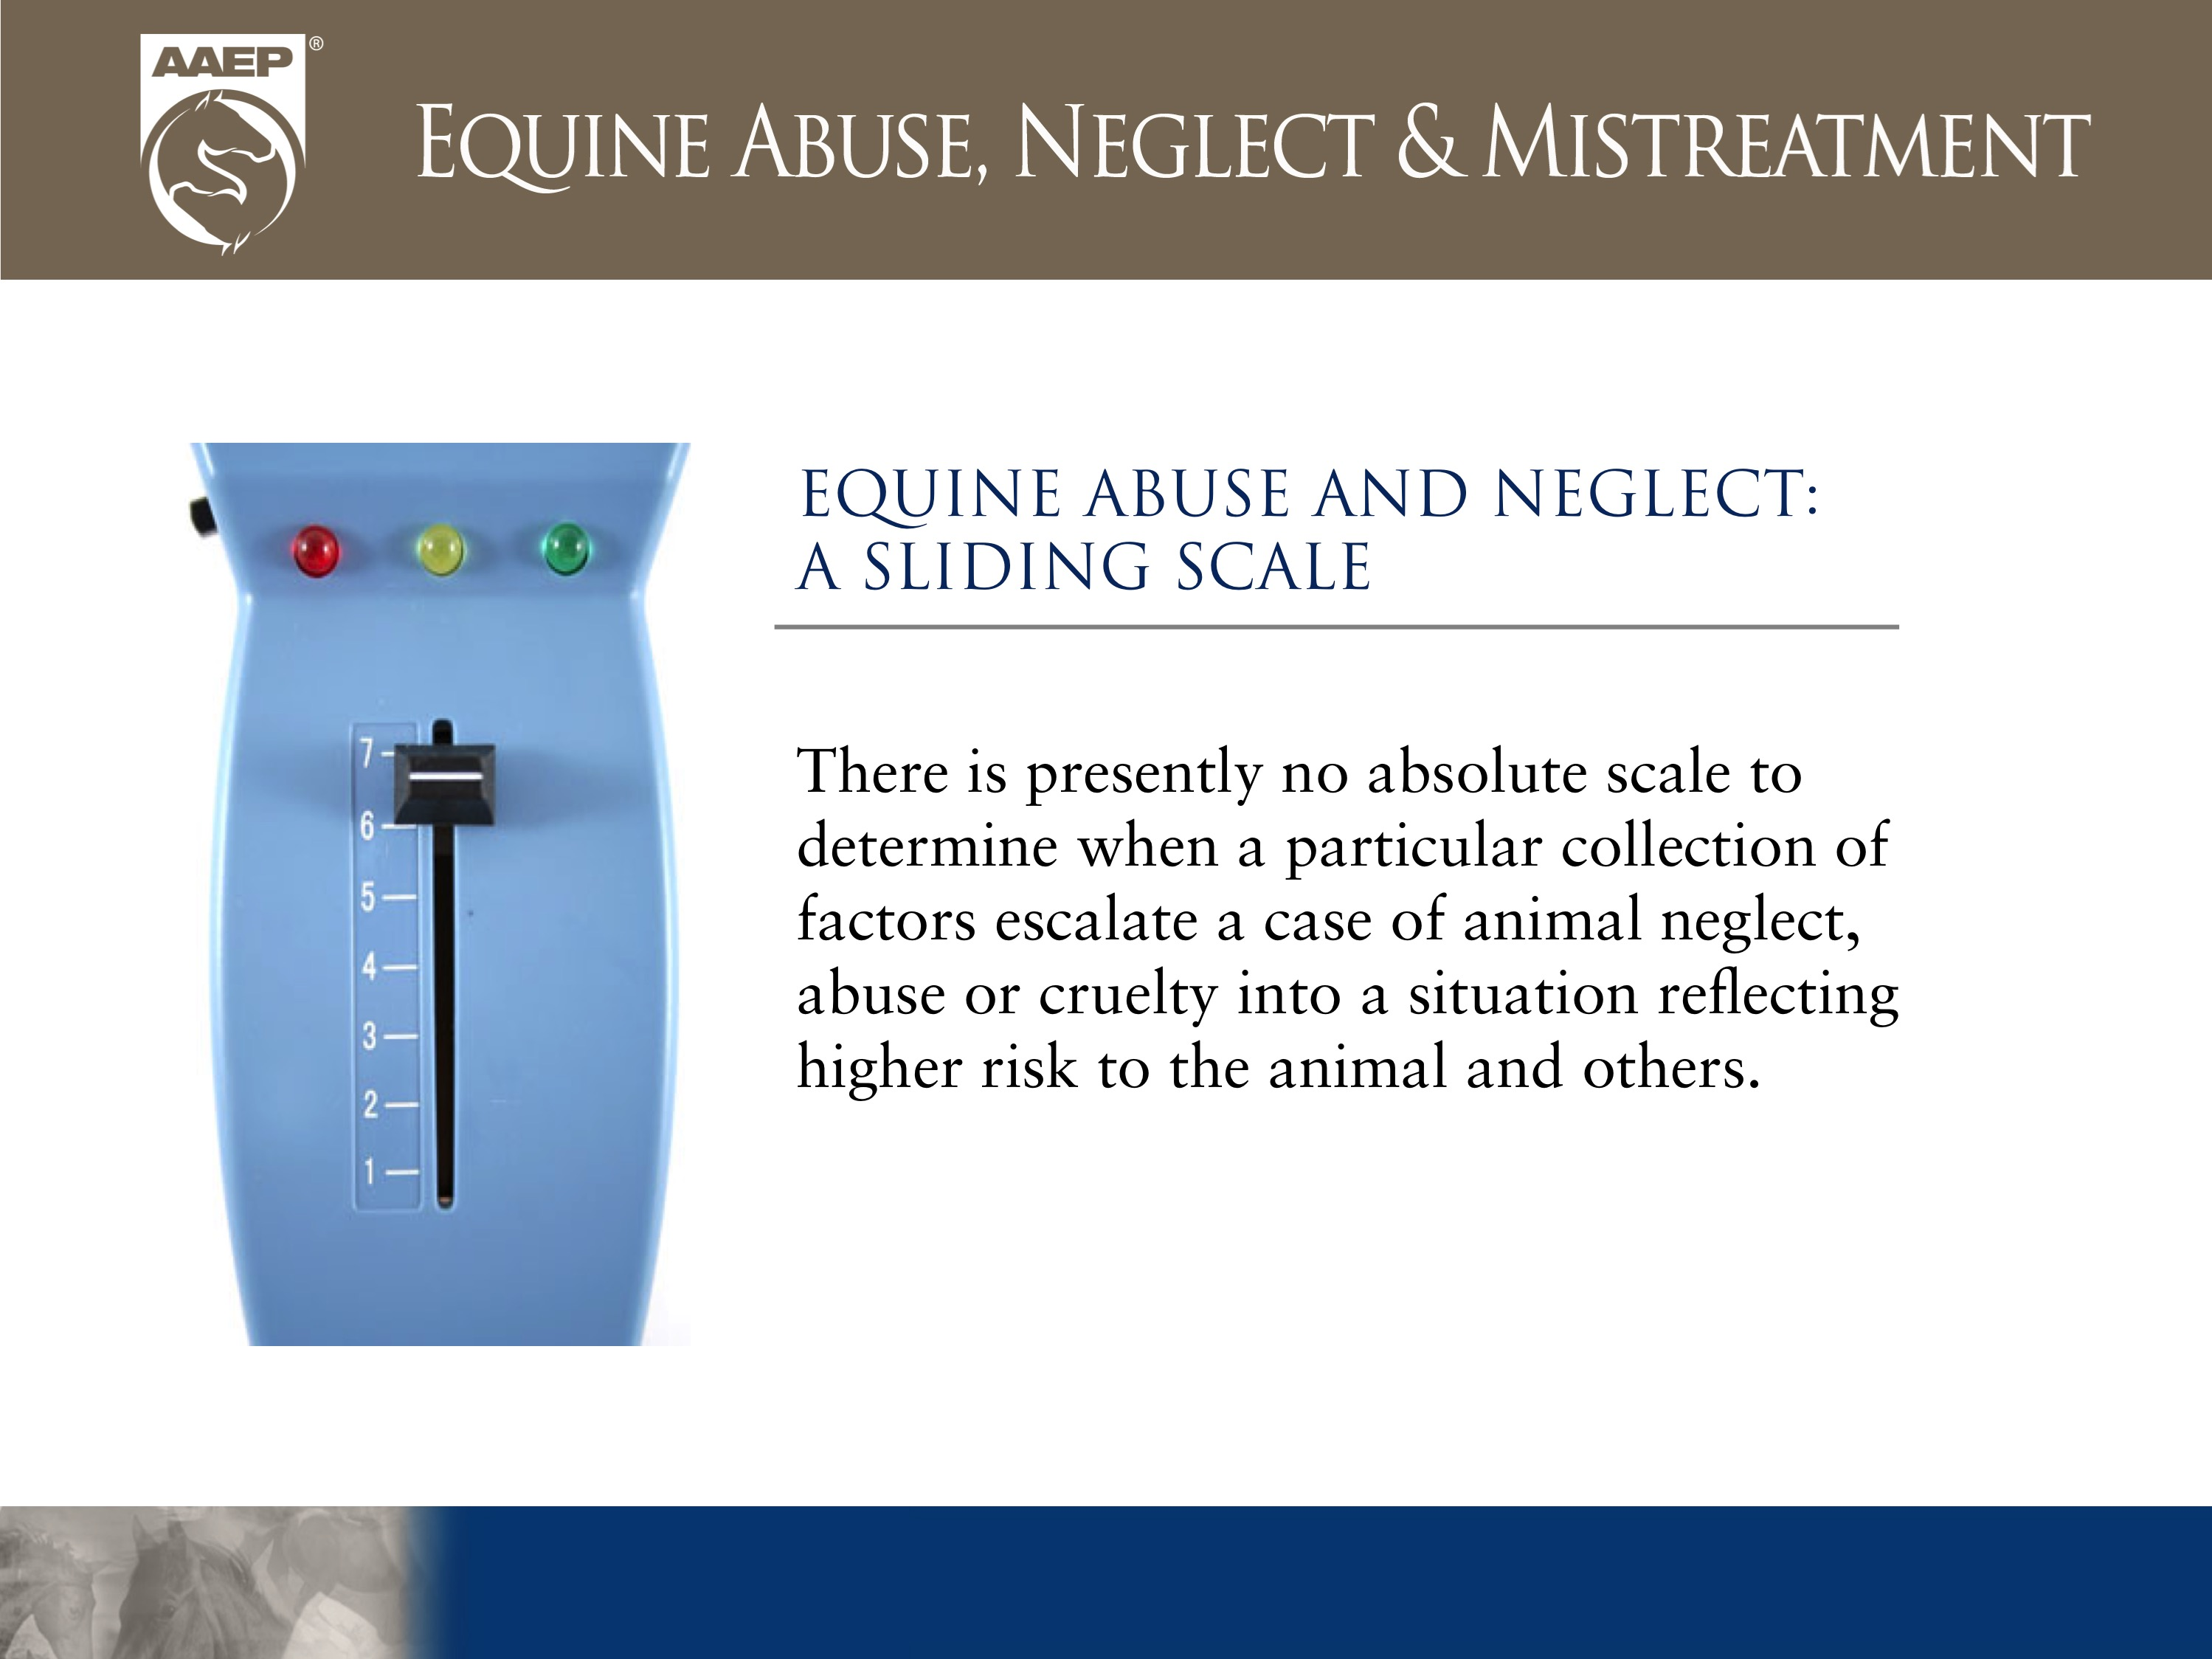 AAEP®
EQUINE ABUSE, NEGLECT & MISTREATMENT
EQUINE ABUSE AND NEGLECT:
A SLIDING SCALE
There is presently no absolute scale to
determine when a particular collection of
factors escalate a case of animal neglect,
abuse or cruelty into a situation reflecting
higher risk to the animal and others.
7
6
5
4
3
2
1